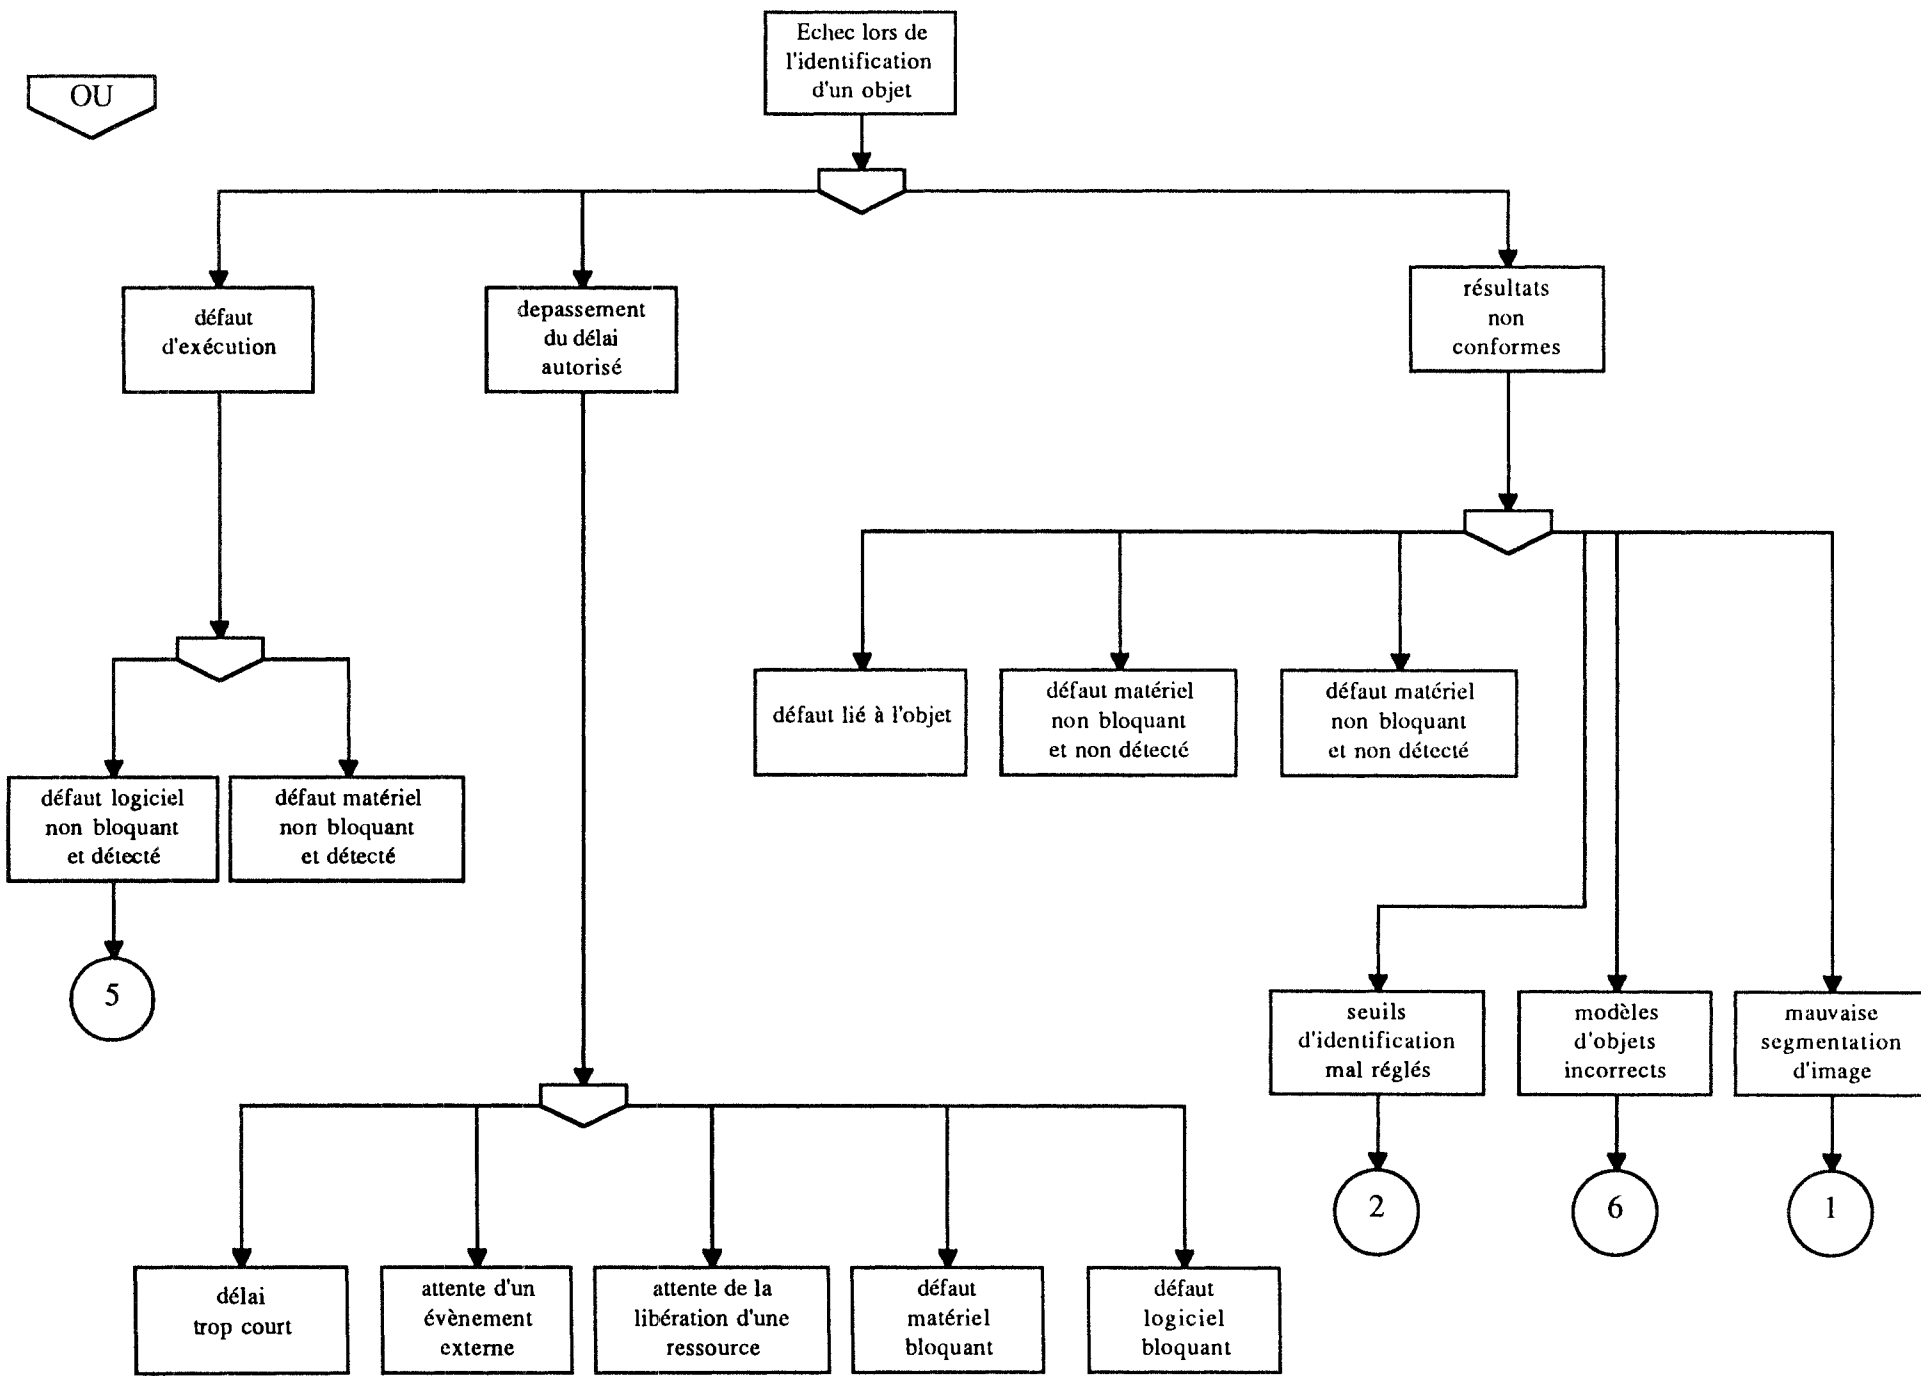 Echec lors de
l'identification
d'un objet
OU
défaut
d'exécution
depassement
du délai
autorisé
résultats
non
conformes
défaut lié à l'objet
défaut matériel
non bloquant
et non détecté
défaut matériel
non bloquant
et non détecté
défaut logiciel
non bloquant
et détecté
défaut matériel
non bloquant
et détecté
5
seuils
d'identification
mal réglés
modèles
d'objets
incorrects
mauvaise
segmentation
d'image
2
6
1
délai
trop court
attente d'un
évènement
externe
attente de la
libération d'une
ressource
défaut
matériel
bloquant
défaut
logiciel
bloquant